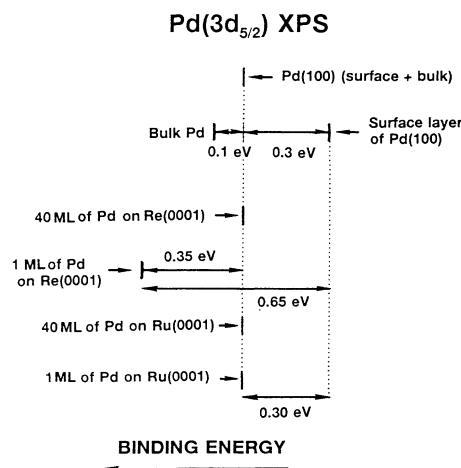 Pd(3d5/2) XPS
Pd(100) (surface + bulk)
Bulk Pd
Surface layer
of Pd(100)
0.1 eV
0.3 eV
40 ML of Pd on Re(0001)
0.35 eV
1 ML of Pd
on Re(0001)
0.65 eV
40 ML of Pd on Ru(0001)
1 ML of Pd on Ru(0001)
0.30 eV
BINDING ENERGY